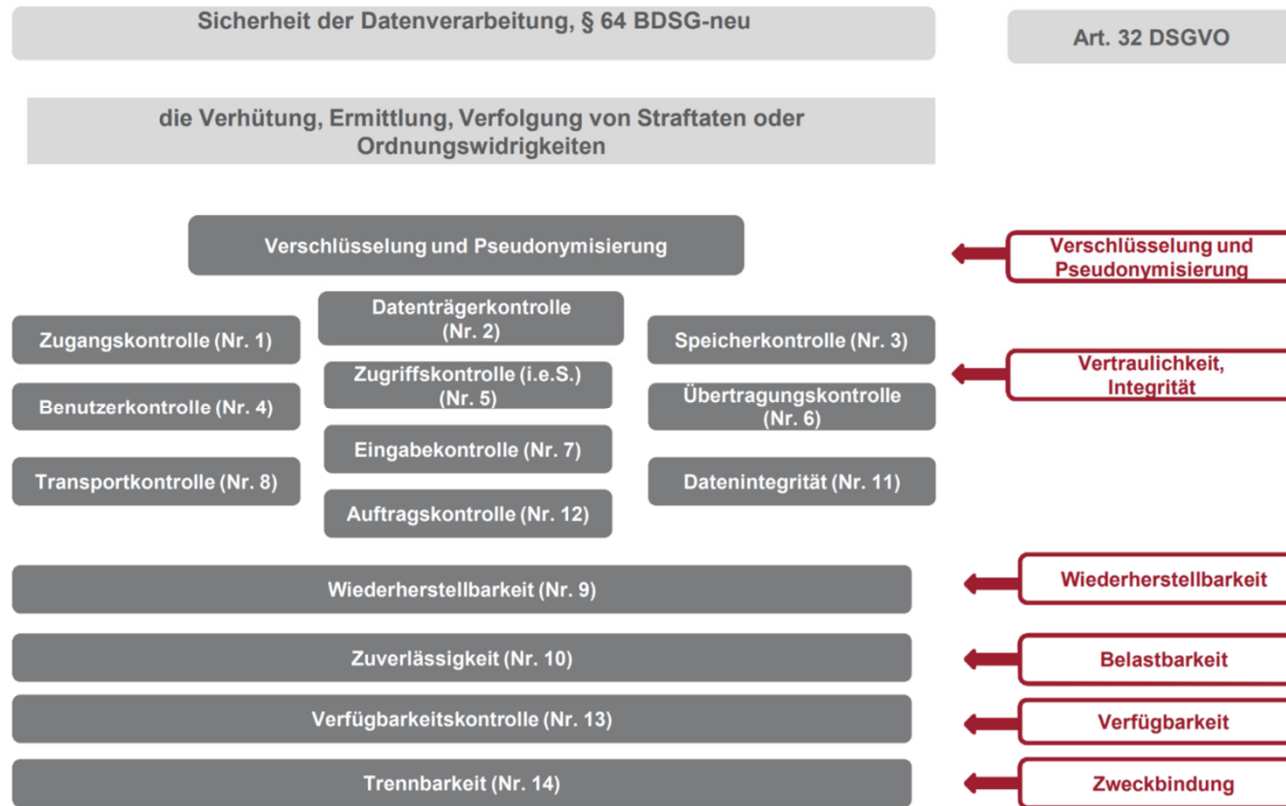 Sicherheit der Datenverarbeitung, § 64 BDSG-neu
Art. 32 DSGVO
die Verhütung, Ermittlung, Verfolgung von Straftaten oder
Ordnungswidrigkeiten
Verschlüsselung und Pseudonymisierung
Verschlüsselung und
Pseudonymisierung
Zugangskontrolle (Nr. 1)
Datenträgerkontrolle
(Nr. 2)
Speicherkontrolle (Nr. 3)
Benutzerkontrolle (Nr. 4)
Zugriffskontrolle (i.e.S.)
(Nr. 5)
Übertragungskontrolle
(Nr. 6)
Vertraulichkeit,
Integrität
Eingabekontrolle (Nr. 7)
Transportkontrolle (Nr. 8)
Datenintegrität (Nr. 11)
Auftragskontrolle (Nr. 12)
Wiederherstellbarkeit (Nr. 9)
Wiederherstellbarkeit
Zuverlässigkeit (Nr. 10)
Belastbarkeit
Verfügbarkeitskontrolle (Nr. 13)
Verfügbarkeit
Trennbarkeit (Nr. 14)
Zweckbindung